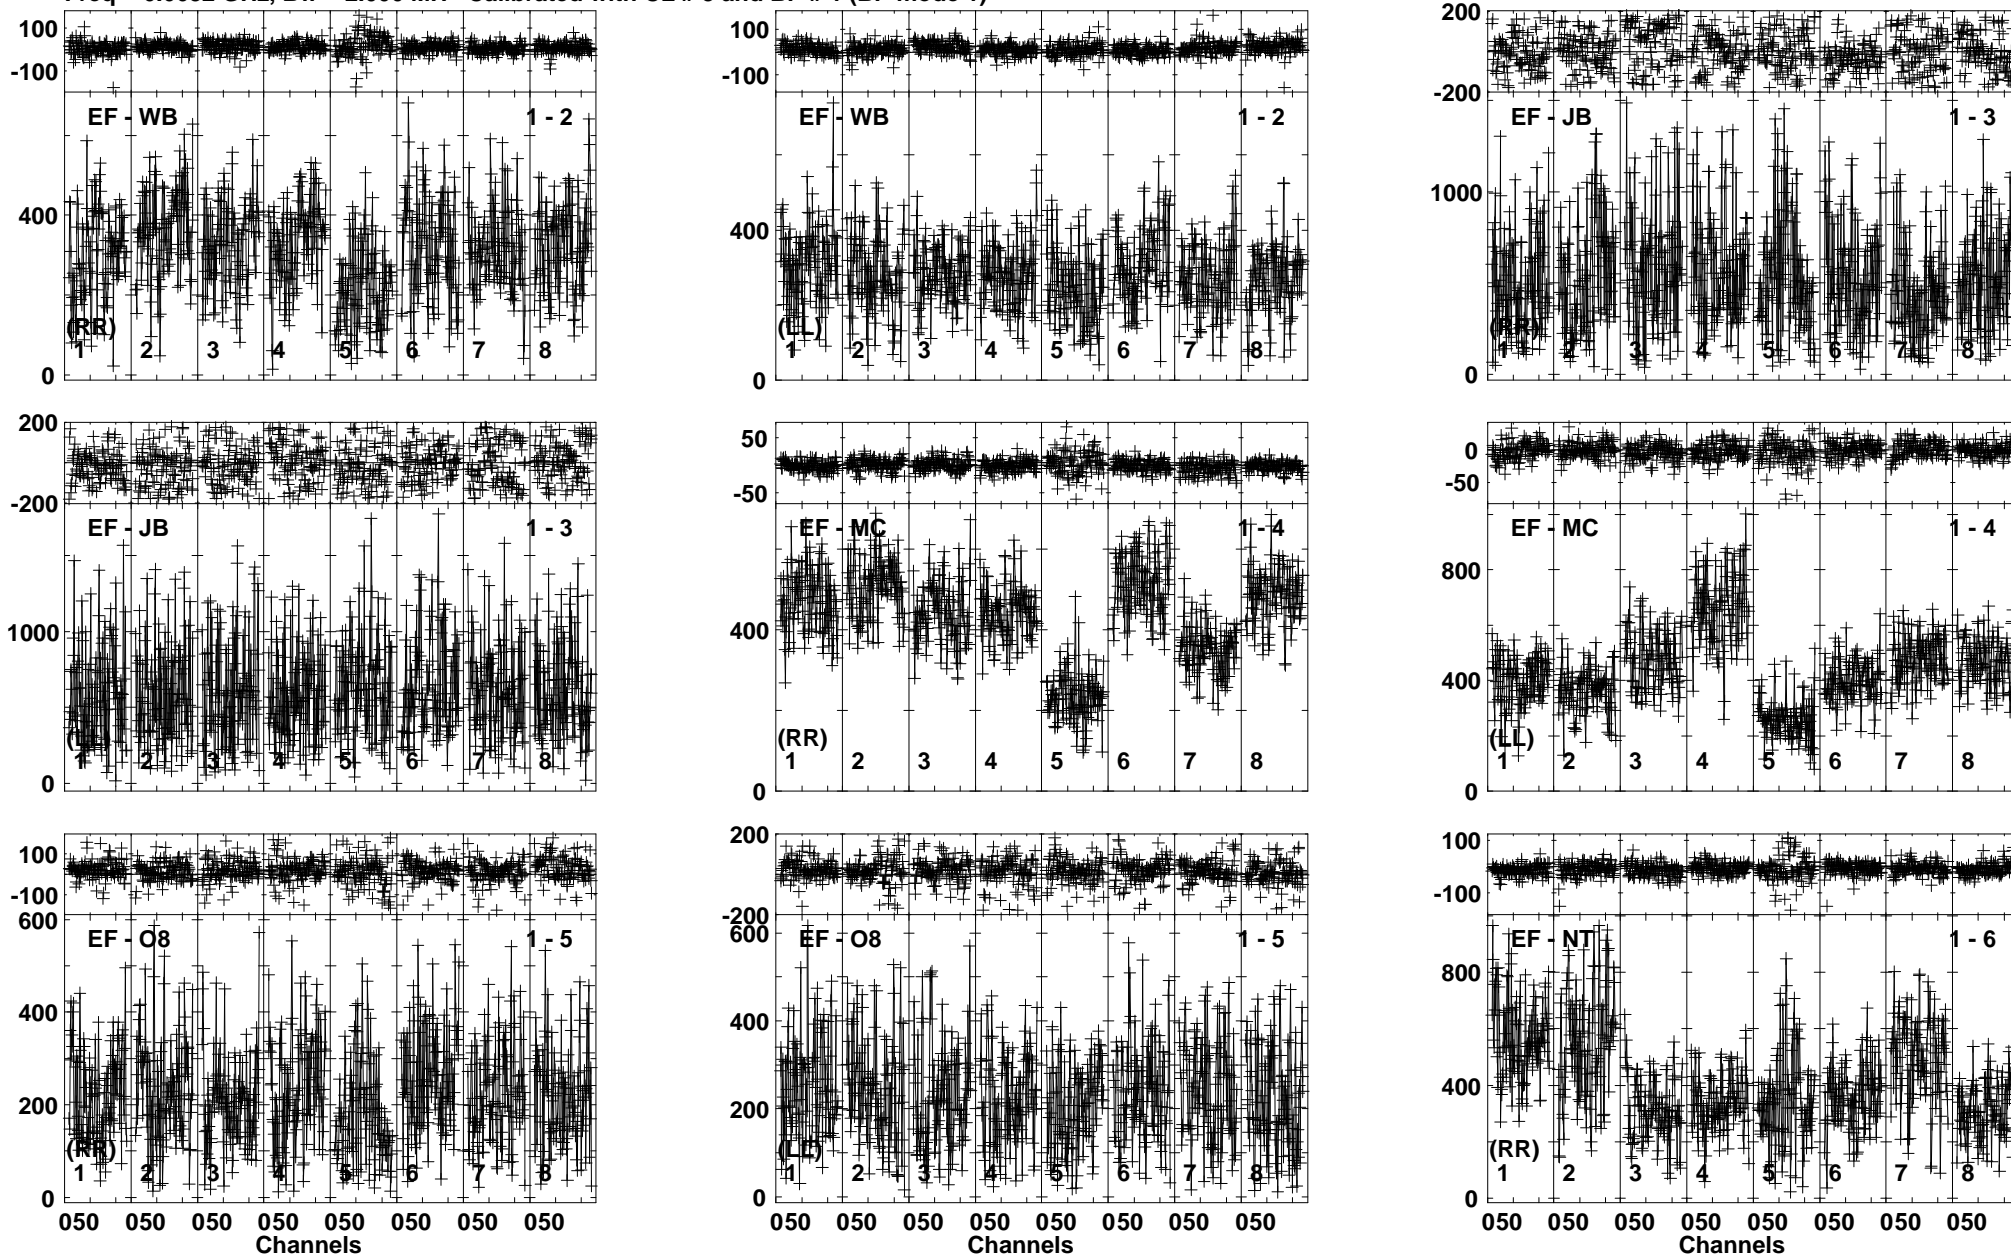 100 100 200
-100 -100 -200
EF - WB 1 - 2 EF - WB 1 - 2 EF - JB 1 - 3
400 400 1000
(RR) (LL) (RR)
1 2 3 4 5 6 7 8 1 2 3 4 5 6 7 8 1 2 3 4 5 6 7 8
0 0 0
200 50 0
-200 -50 -50
EF - JB 1 - 3 EF - MC 1 - 4 EF - MC 1 - 4
1000 400 800
400
(RR) (LL)
1 2 3 4 5 6 7 8 1 2 3 4 5 6 7 8 1 2 3 4 5 6 7 8
0 0 0
100 200 100
-100 -200 -100
600 600
EF - O8 1 - 5 EF - O8 1 - 5 EF - NT 1 - 6
400 400 800
200 200 400
(RR) (LL) (RR)
1 2 3 4 5 6 7 8 1 2 3 4 5 6 7 8 1 2 3 4 5 6 7 8
0 0 0
050 050 050 050 050 050 050 050 050 050 050 050 050 050 050 050 050 050 050 050 050 050 050 050
Channels Channels Channels